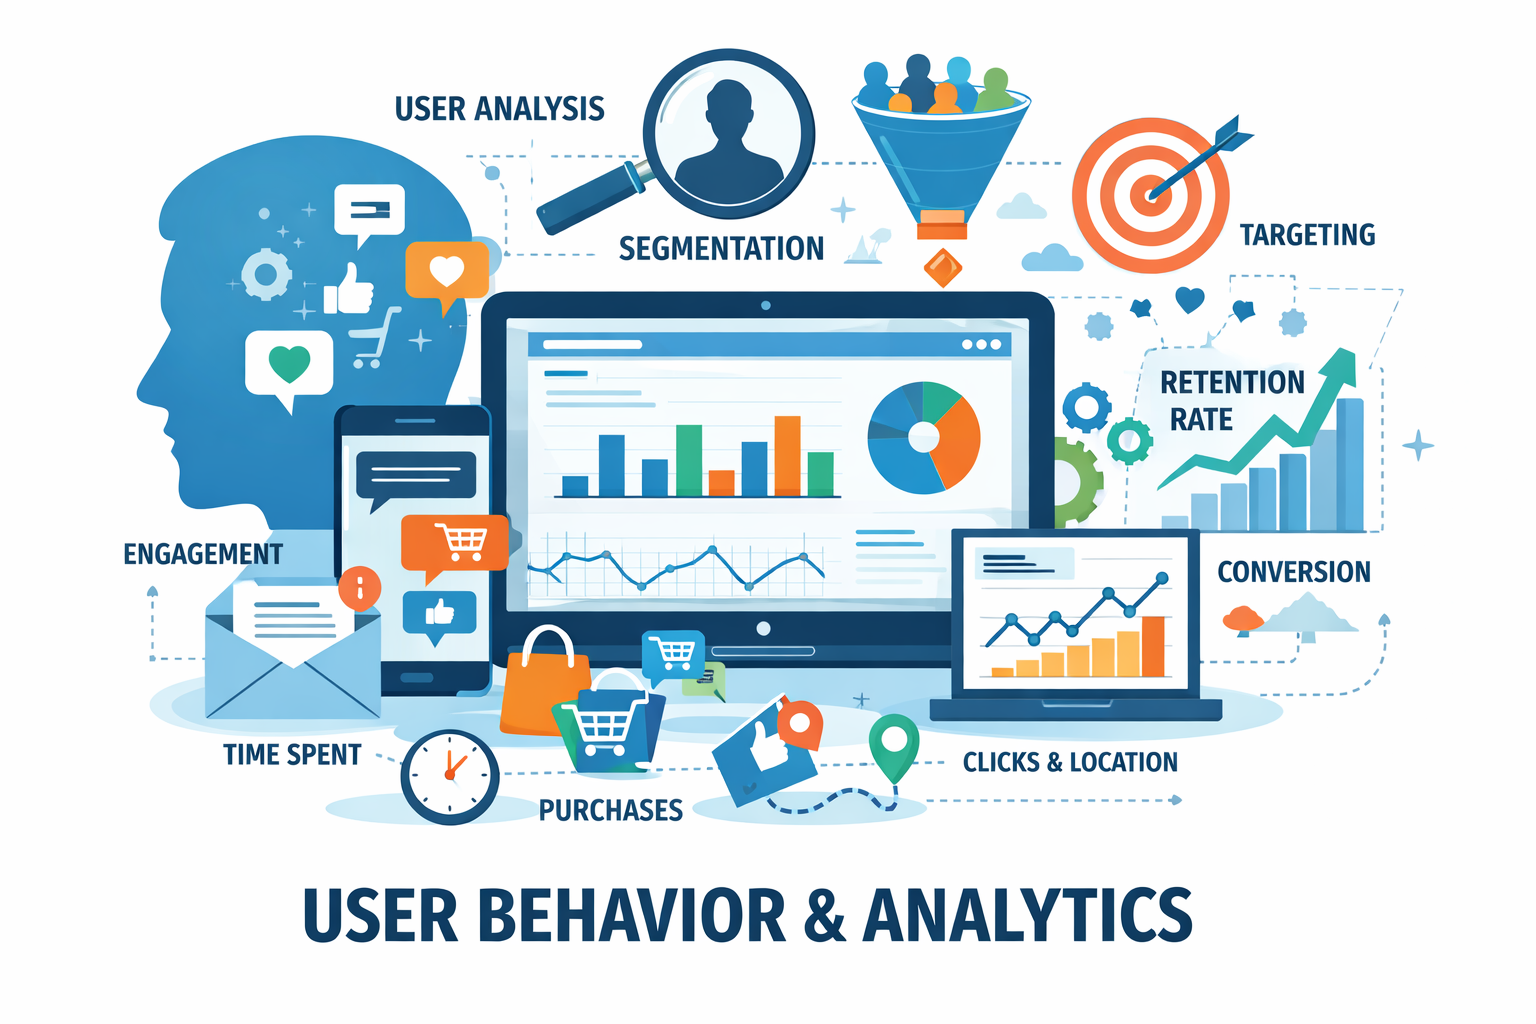 USER ANALYSIS
SEGMENTATION
TARGETING
RETENTION
RATE
ENGAGEMENT
CONVERSION
TIME SPENT
CLICKS & LOCATION
PURCHASES
USER BEHAVIOR & ANALYTICS